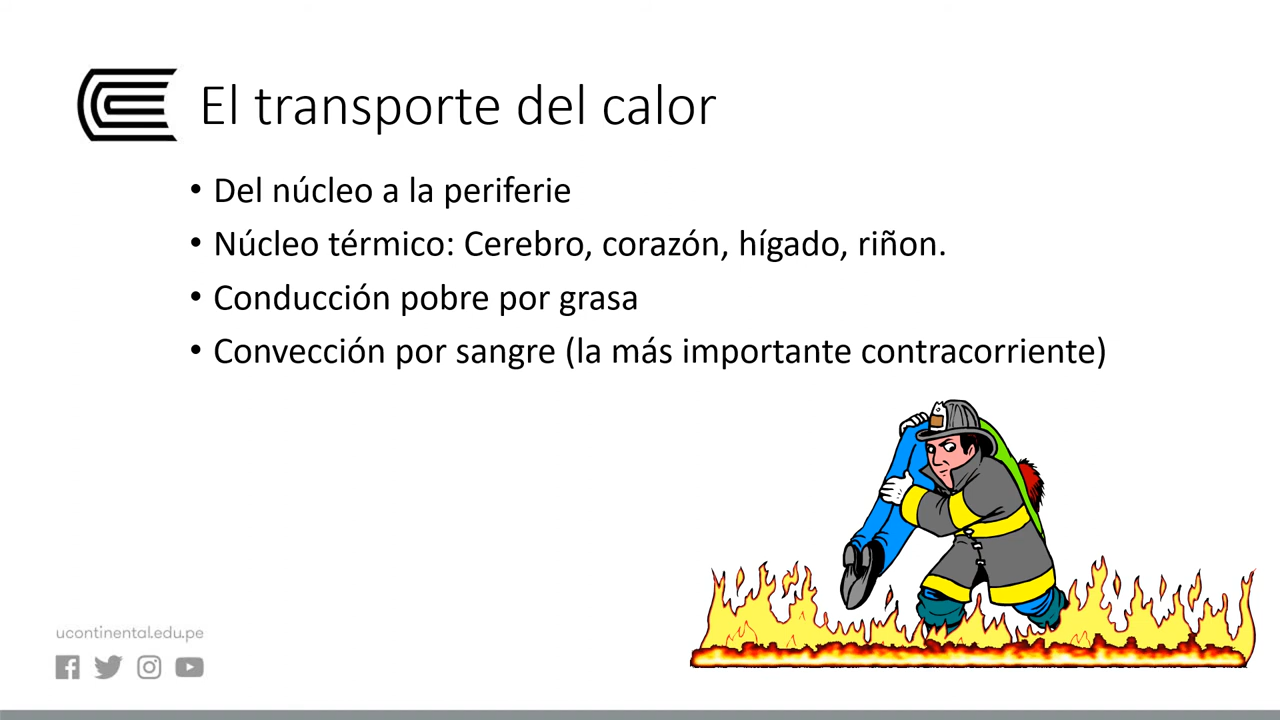 El transporte del calor
• Del núcleo a la periferie
• Núcleo térmico: Cerebro, corazón, hígado, riñon.
• Conducción pobre por grasa
• Convección por sangre (la más importante contracorriente)
ucontinental.edu.pe